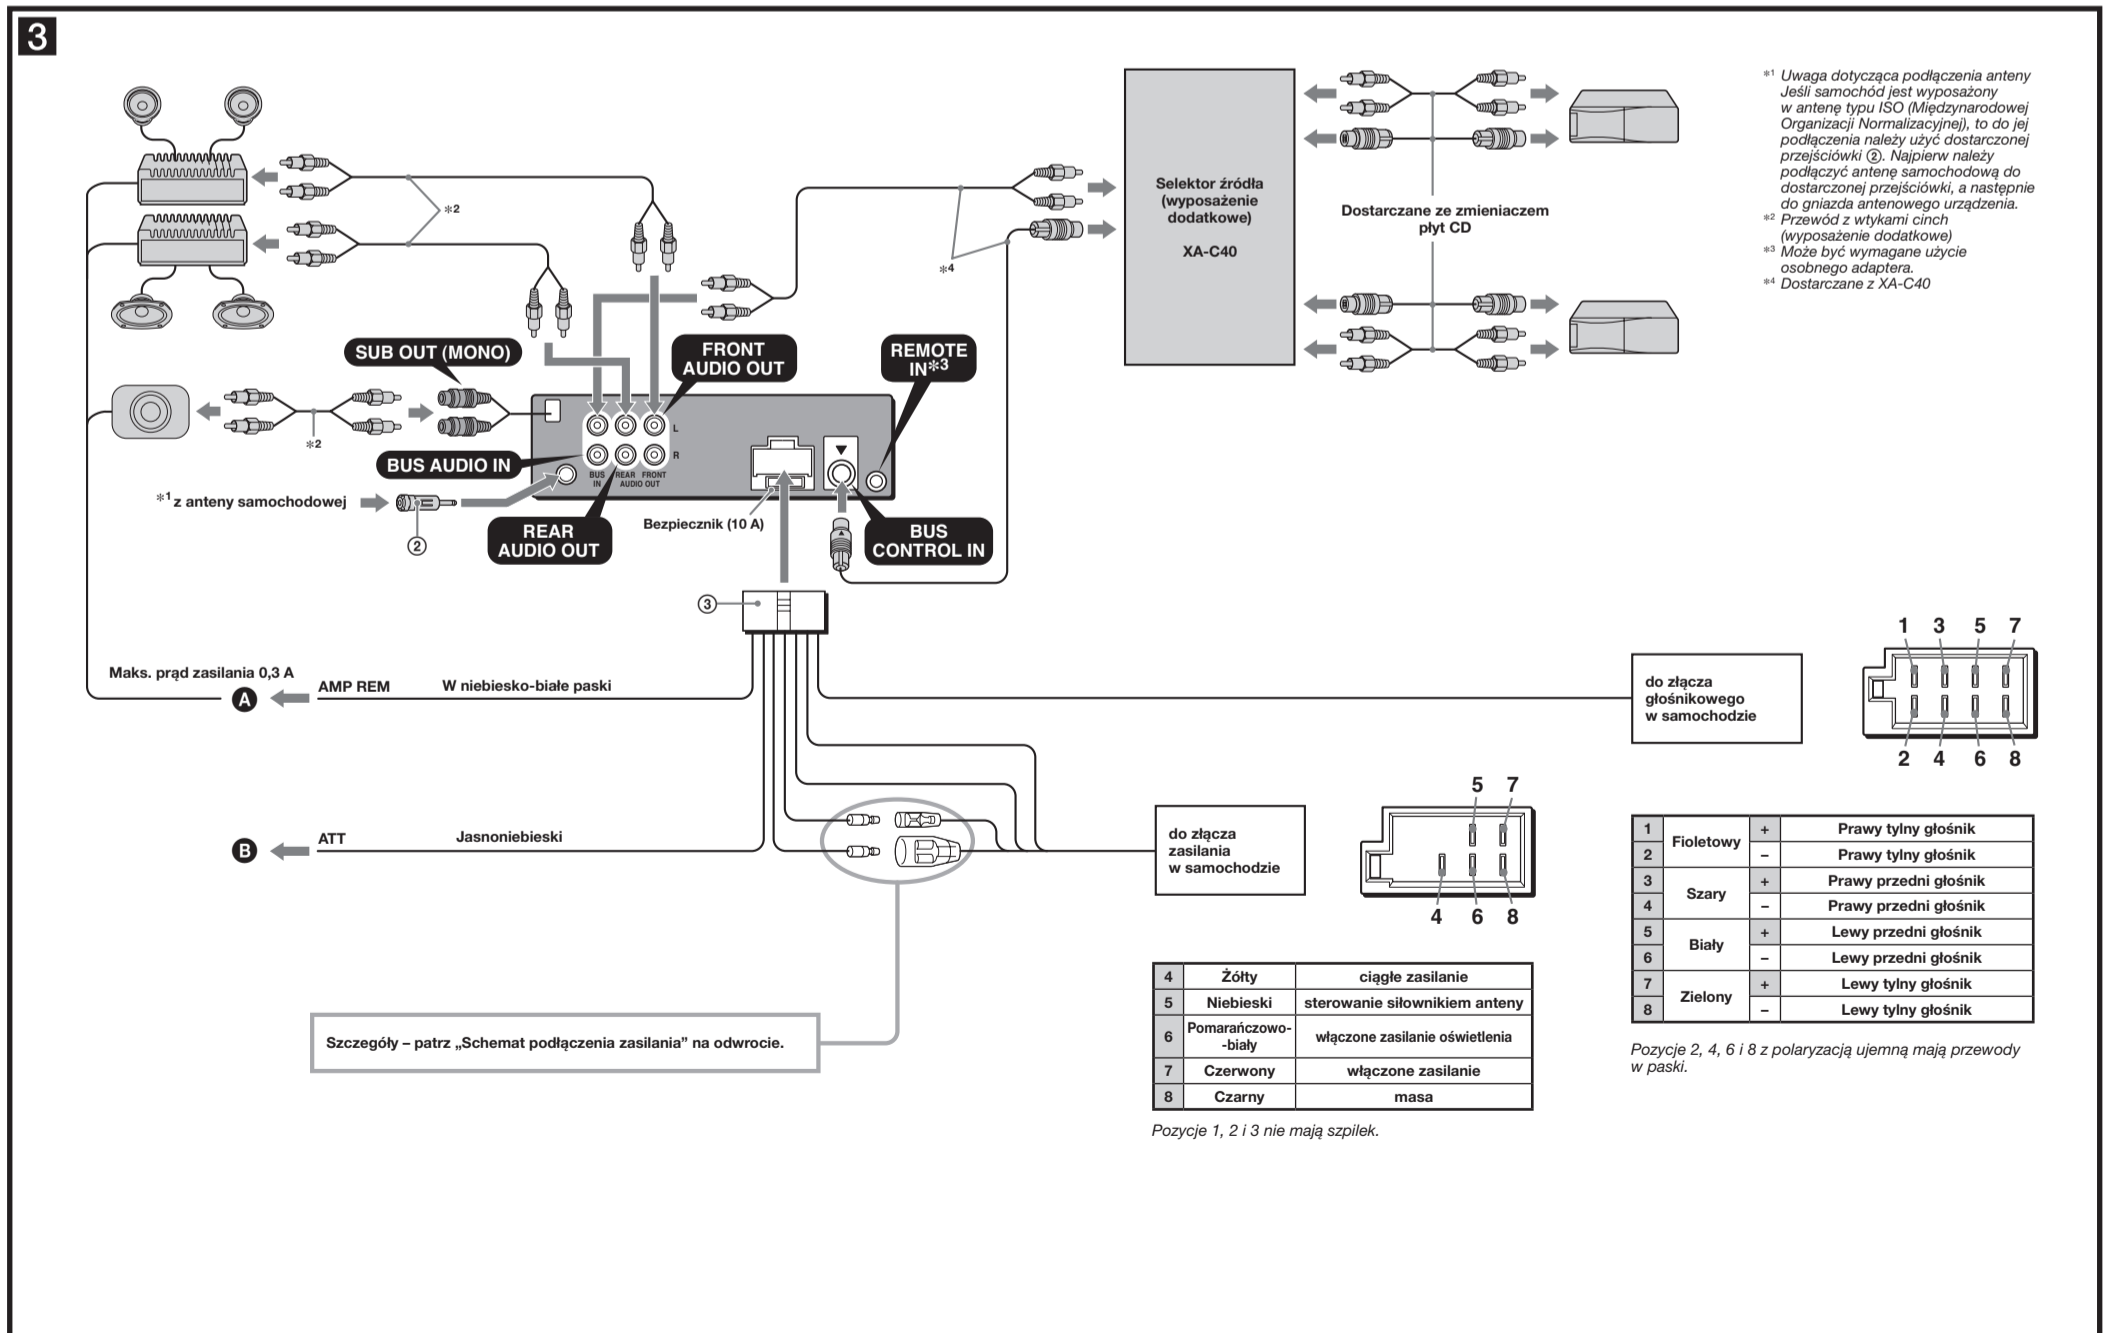 3
*1 Uwaga dotycząca podłączenia anteny
Jeśli samochód jest wyposażony
w antenę typu ISO (Międzynarodowej
Organizacji Normalizacyjnej), to do jej
podłączenia należy użyć dostarczonej
przejściówki ②. Najpierw należy
podłączyć antenę samochodową do
dostarczonej przejściówki, a następnie
do gniazda antenowego urządzenia.
*2 Przewód z wtykami cinch
(wyposażenie dodatkowe)
*3 Może być wymagane użycie
osobnego adaptera.
*4 Dostarczane z XA-C40
Selektor źródła
(wyposażenie
dodatkowe)
XA-C40
Dostarczane ze zmieniaczem
płyt CD
*2
*4
SUB OUT (MONO)
FRONT
AUDIO OUT
REMOTE
IN*3
*2
BUS AUDIO IN
L
R
BUS
IN
REAR FRONT
AUDIO OUT
*1 z anteny samochodowej
②
REAR
AUDIO OUT
Bezpiecznik (10 A)
BUS
CONTROL IN
③
Maks. prąd zasilania 0,3 A
A
AMP REM
W niebiesko-białe paski
do złącza
głośnikowego
w samochodzie
1 3 5 7
2 4 6 8
B
ATT
Jasnoniebieski
do złącza
zasilania
w samochodzie
5 7
4 6 8
1 Fioletowy + Prawy tylny głośnik
2 – Prawy tylny głośnik
3 Szary + Prawy przedni głośnik
4 – Prawy przedni głośnik
5 Biały + Lewy przedni głośnik
6 – Lewy przedni głośnik
7 Zielony + Lewy tylny głośnik
8 – Lewy tylny głośnik
Pozycje 2, 4, 6 i 8 z polaryzacją ujemną mają przewody
w paski.
4 Żółty ciągłe zasilanie
5 Niebieski sterowanie siłownikiem anteny
6 Pomarańczowo-
-biały włączone zasilanie oświetlenia
7 Czerwony włączone zasilanie
8 Czarny masa
Pozycje 1, 2 i 3 nie mają szpilek.
Szczegóły – patrz „Schemat podłączenia zasilania” na odwrocie.